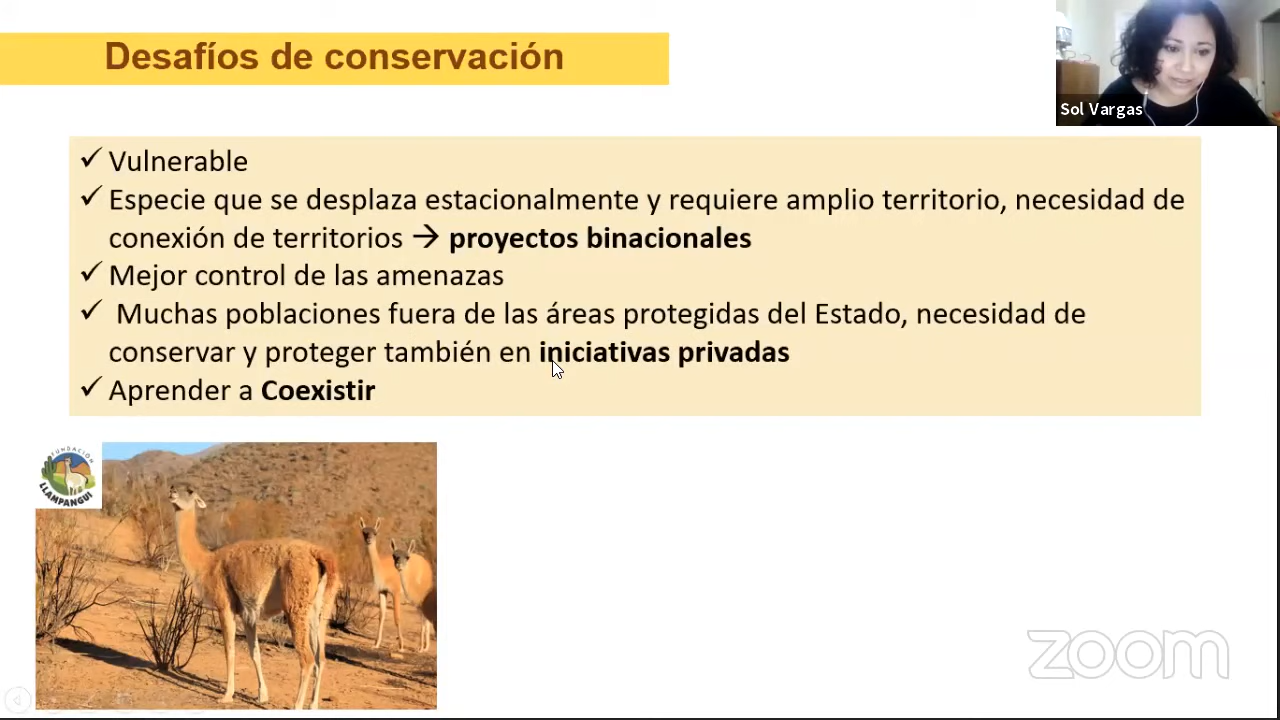 Desafíos de conservación
Sol Vargas
✓ Vulnerable
✓ Especie que se desplaza estacionalmente y requiere amplio territorio, necesidad de
conexión de territorios → proyectos binacionales
✓ Mejor control de las amenazas
✓ Muchas poblaciones fuera de las áreas protegidas del Estado, necesidad de
conservar y proteger también en iniciativas privadas
✓ Aprender a Coexistir
FUNDACIÓN
LLAMPANGUI
zoom